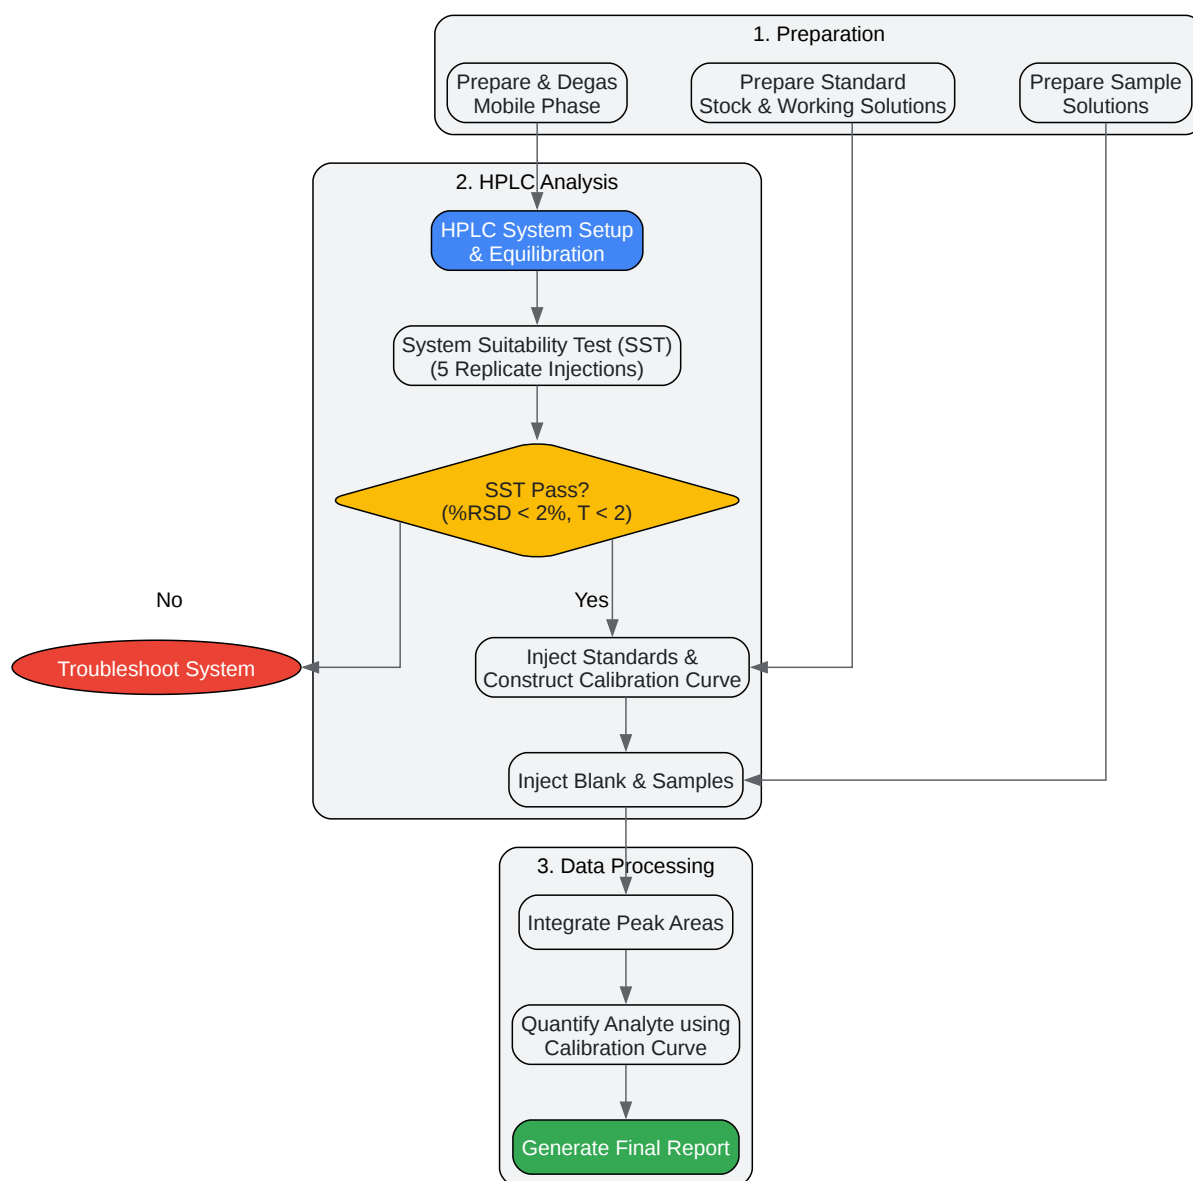 1. Preparation
Prepare & Degas
Mobile Phase
Prepare Standard
Stock & Working Solutions
Prepare Sample
Solutions
2. HPLC Analysis
HPLC System Setup
& Equilibration
System Suitability Test (SST)
(5 Replicate Injections)
SST Pass?
(%RSD < 2%, T < 2)
No
Yes
Troubleshoot System
Inject Standards &
Construct Calibration Curve
Inject Blank & Samples
3. Data Processing
Integrate Peak Areas
Quantify Analyte using
Calibration Curve
Generate Final Report